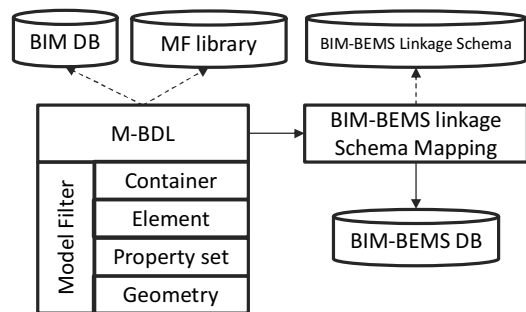 BIM DB
MF library
BIM-BEMS Linkage Schema
M-BDL
BIM-BEMS linkage
Schema Mapping
Model Filter
Container
Element
Property set
Geometry
BIM-BEMS DB